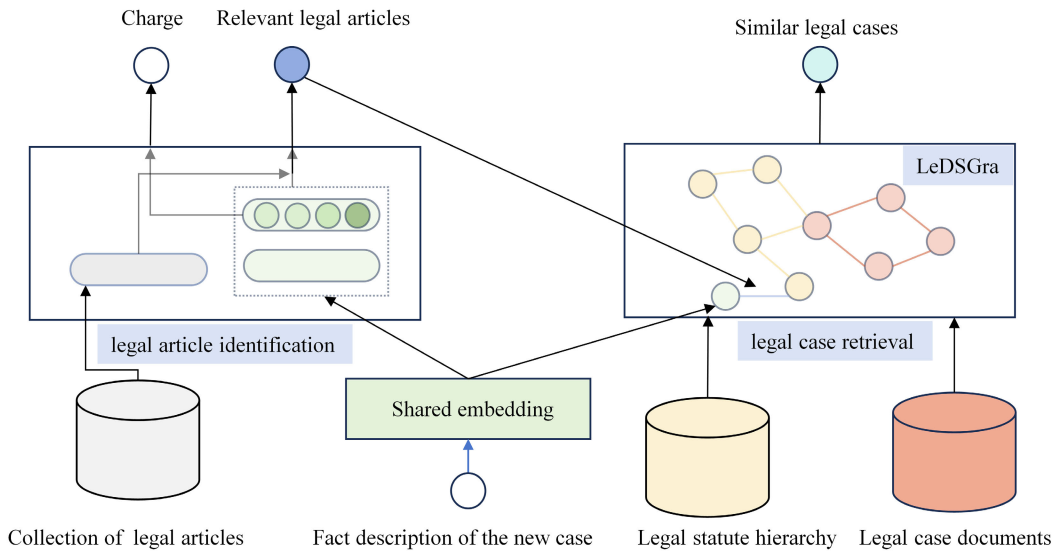 Charge
Relevant legal articles
Similar legal cases
LeDSGra
legal article identification
legal case retrieval
Shared embedding
Collection of legal articles
Fact description of the new case
Legal statute hierarchy
Legal case documents